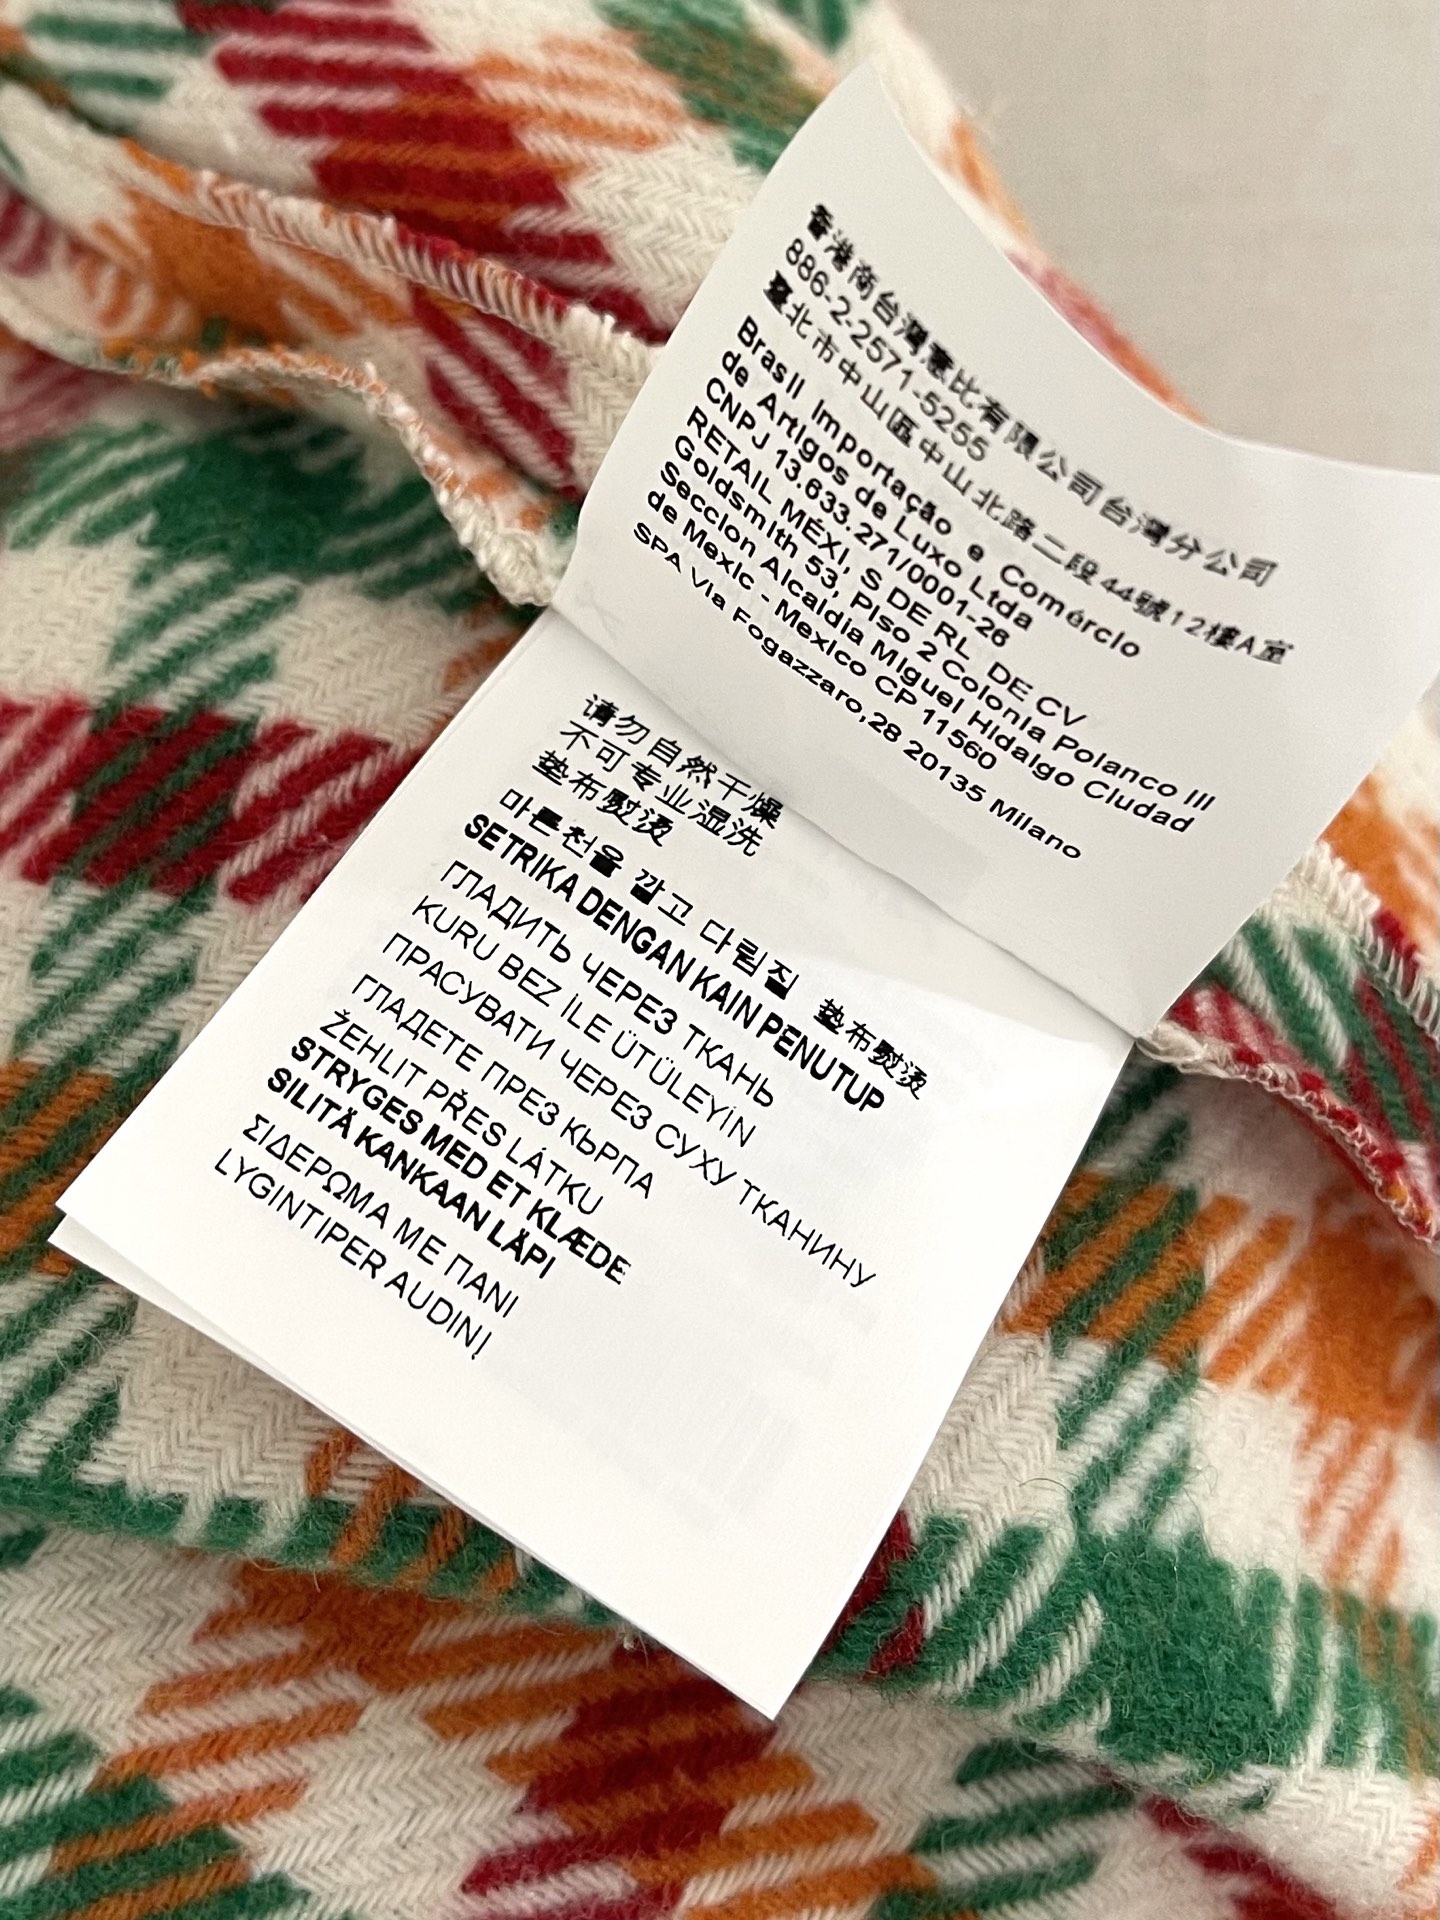 香港商台灣意比有限公司台灣分公司
886-2-2571-5255
臺北市中山區中山北路二段44號12樓A室
Brasil Importação e Comércio
de Artigos de Luxo Ltda
CNPJ 13.633.271/0001-26
RETAIL MÉXI, S DE RL DE CV
Goldsmith 53, Piso 2 Colonia Polanco III
Seccion Alcaldia Miguel Hidalgo Ciudad
de Mexic - Mexico CP 11560
SPA Via Fogazzaro,28 20135 Milano
请勿自然干燥
不可专业湿洗
垫布熨烫
마른천을 깔고 다림질 垫布熨烫
SETRIKA DENGAN KAIN PENUTUP
ГЛАДИТЬ ЧЕРЕЗ ТКАНЬ
KURU BEZ İLE ÜTÜLEYİN
ПРАСУВАТИ ЧЕРЕЗ СУХУ ТКАНИНУ
ГЛАДЕТЕ ПРЕЗ КЪРПА
ŽEHLIT PŘES LÁTKU
STRYGES MED ET KLÆDE
SILITÄ KANKAAN LÄPI
ΣΙΔΕΡΩΜΑ ΜΕ ΠΑΝΙ
LYGINTIPER AUDINĮ